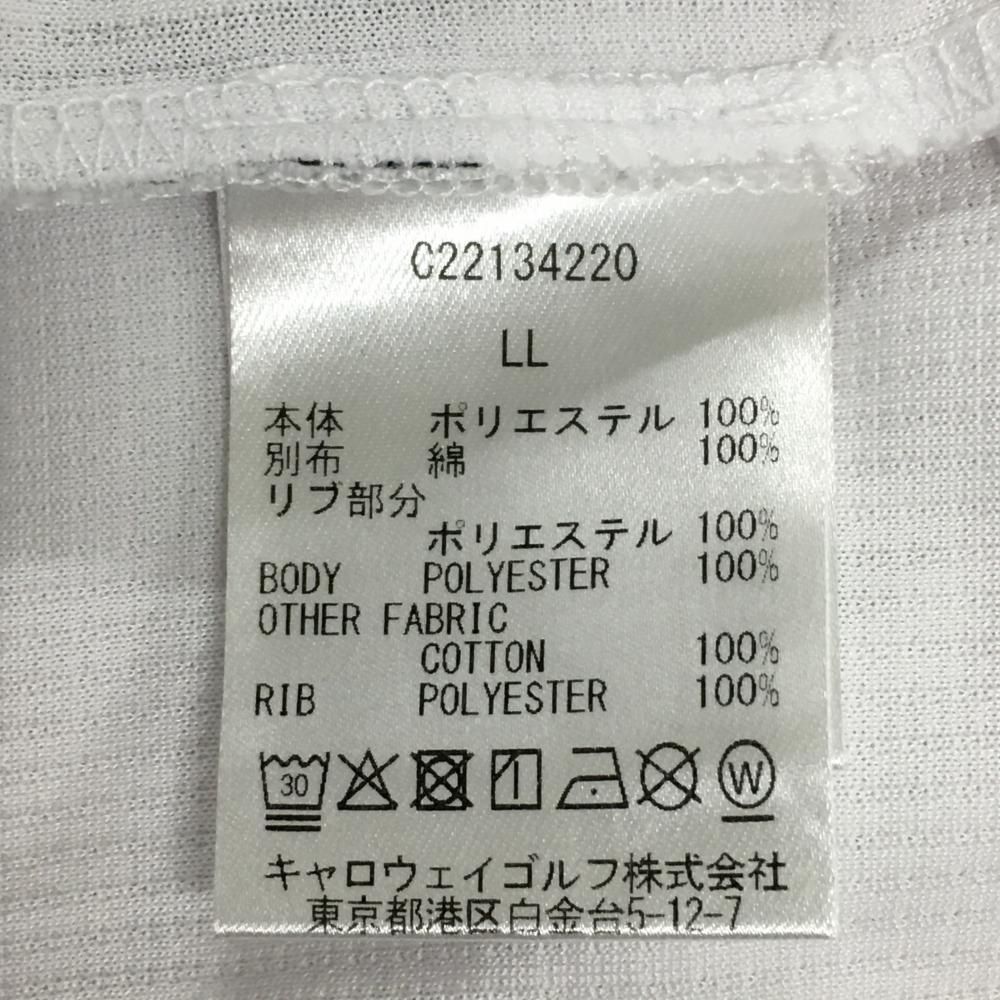 C22134220
LL
本体 ポリエステル 100%
別布 綿 100%
リブ部分
ポリエステル 100%
BODY POLYESTER 100%
OTHER FABRIC
COTTON 100%
RIB POLYESTER 100%
30 W
キャロウェイゴルフ株式会社
東京都港区白金台5-12-7